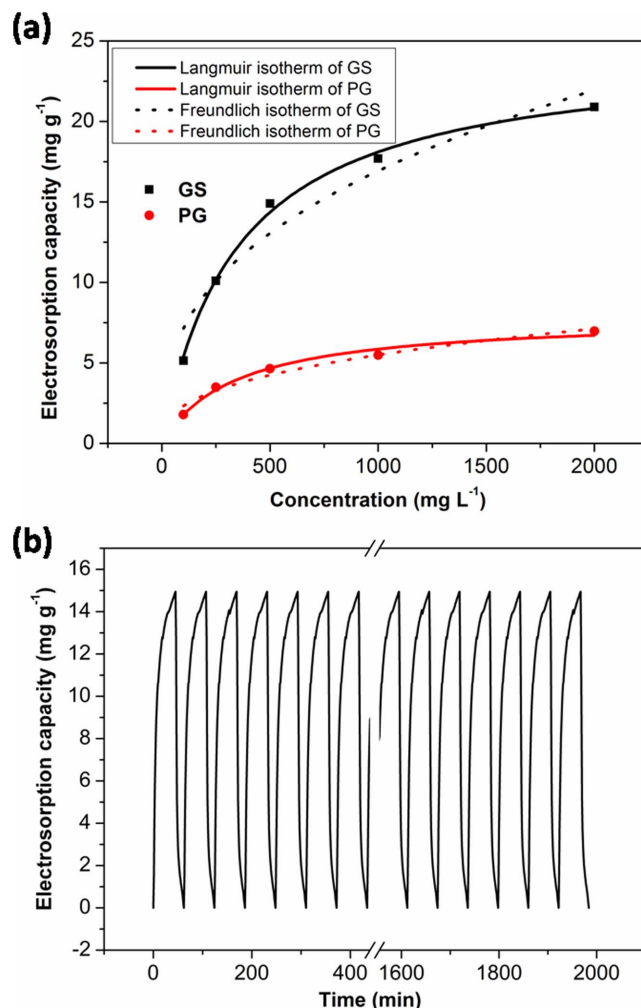 (a)
25
20
15
10
5
0
Electrosorption capacity (mg g⁻¹)
Langmuir isotherm of GS
Langmuir isotherm of PG
Freundlich isotherm of GS
Freundlich isotherm of PG
GS
PG
0 500 1000 1500 2000
Concentration (mg L⁻¹)
(b)
16
14
12
10
8
6
4
2
0
-2
Electrosorption capacity (mg g⁻¹)
0 200 400 1600 1800 2000
Time (min)